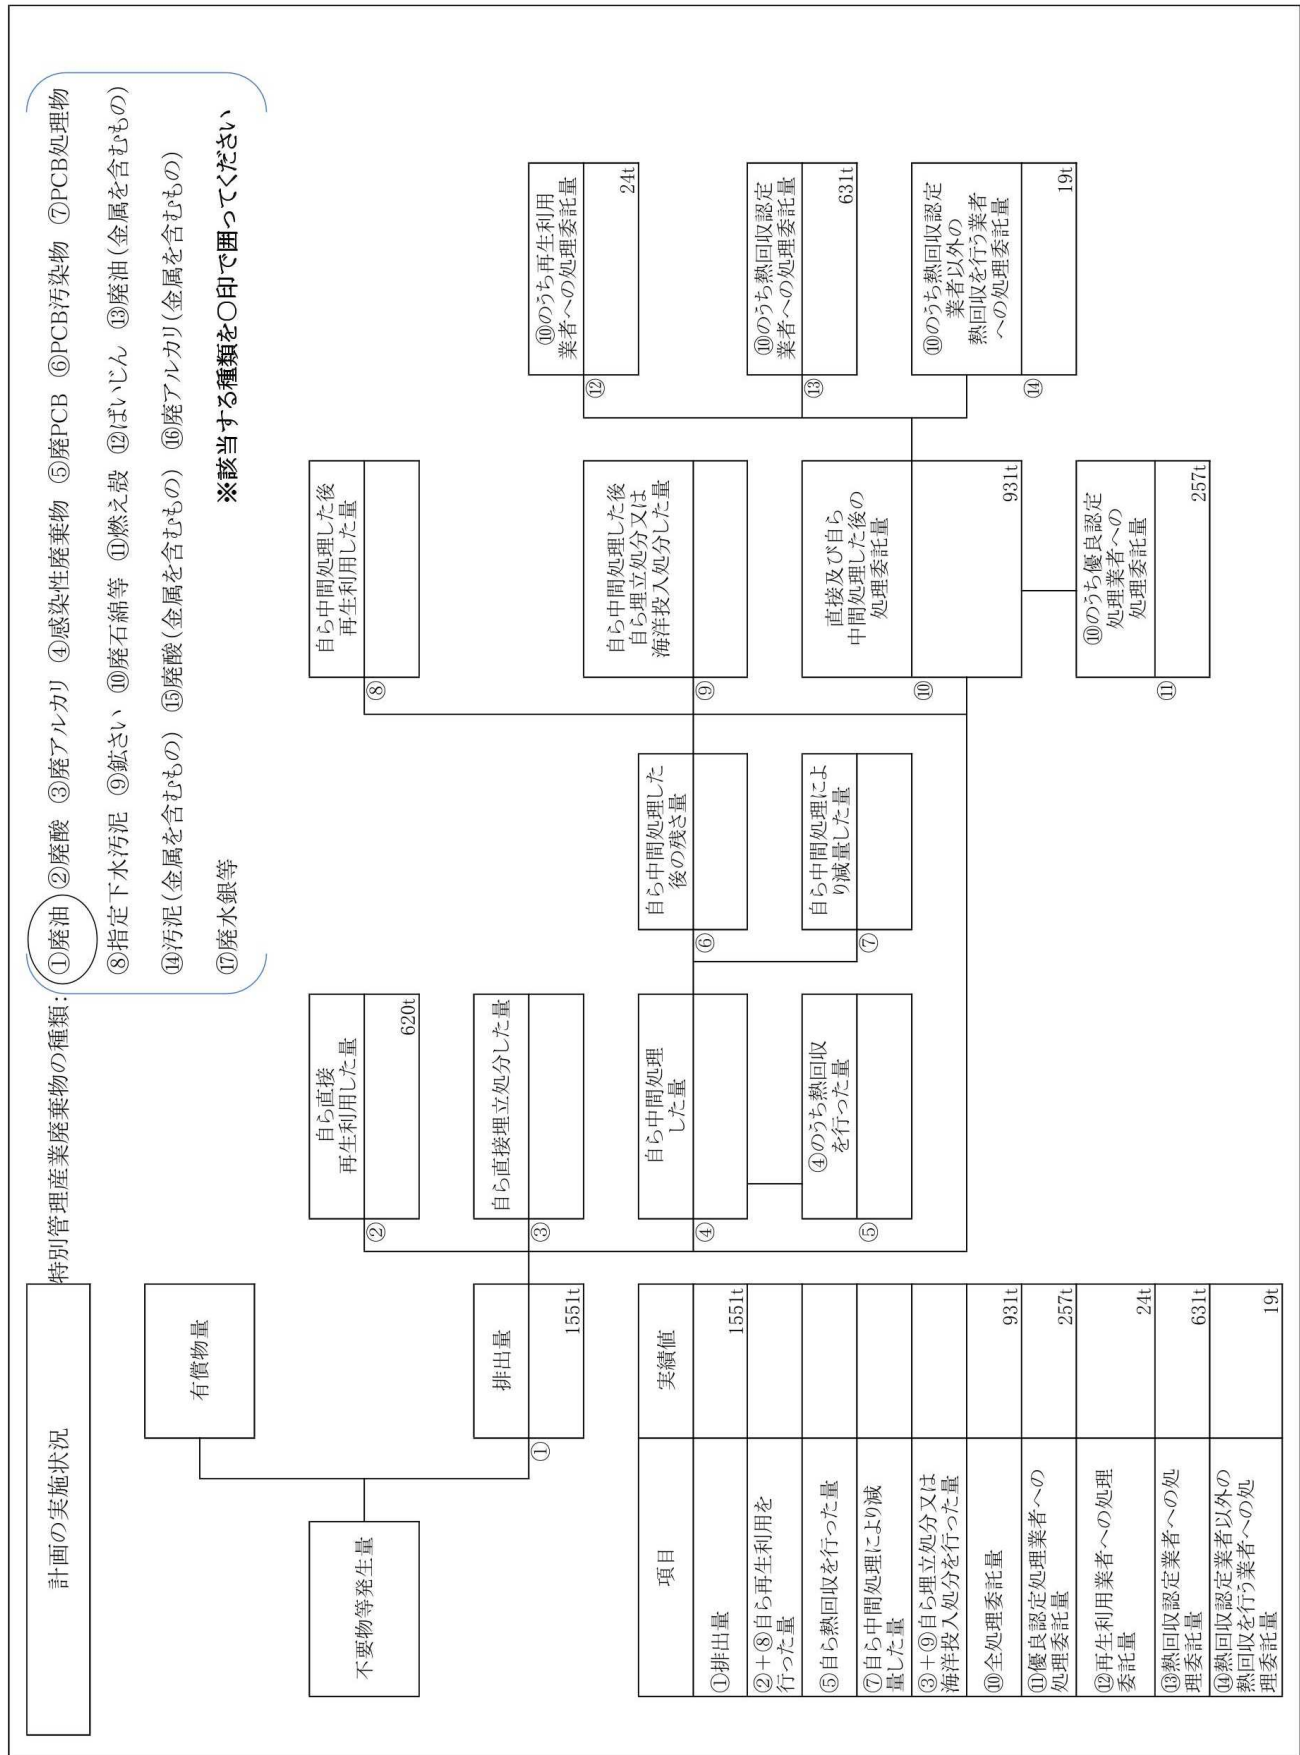 計画の実施状況
特別管理産業廃棄物の種類：
①廃油 ②廃酸 ③廃アルカリ ④感染性廃棄物 ⑤廃PCB ⑥PCB汚染物 ⑦PCB処理物
⑧指定下水汚泥 ⑨鉱さい ⑩廃石綿等 ⑪燃え殻 ⑫ばいじん ⑬廃油(金属を含むもの)
⑭汚泥(金属を含むもの) ⑮廃酸(金属を含むもの) ⑯廃アルカリ(金属を含むもの)
⑰廃水銀等
※該当する種類を○印で囲ってください
不要物等発生量
有償物量
排出量
①
1551t
自ら直接
再生利用した量
②
620t
自ら直接埋立処分した量
③
自ら中間処理
した量
④
④のうち熱回収
を行った量
⑤
自ら中間処理した
後の残さ量
⑥
自ら中間処理によ
り減量した量
⑦
自ら中間処理した後
再生利用した量
⑧
自ら中間処理した後
自ら埋立処分又は
海洋投入処分した量
⑨
直接及び自ら
中間処理した後の
処理委託量
⑩
931t
⑩のうち優良認定
処理業者への
処理委託量
⑪
257t
⑩のうち再生利用
業者への処理委託量
⑫
24t
⑩のうち熱回収認定
業者への処理委託量
⑬
631t
⑩のうち熱回収認定
業者以外の
熱回収を行う業者
への処理委託量
⑭
19t
項目
実績値
①排出量
1551t
②＋⑧自ら再生利用を
行った量
⑤自ら熱回収を行った量
⑦自ら中間処理により減
量した量
③＋⑨自ら埋立処分又は
海洋投入処分を行った量
⑩全処理委託量
931t
⑪優良認定処理業者への
処理委託量
257t
⑫再生利用業者への処理
委託量
24t
⑬熱回収認定業者への処
理委託量
631t
⑭熱回収認定業者以外の
熱回収を行う業者への処
理委託量
19t